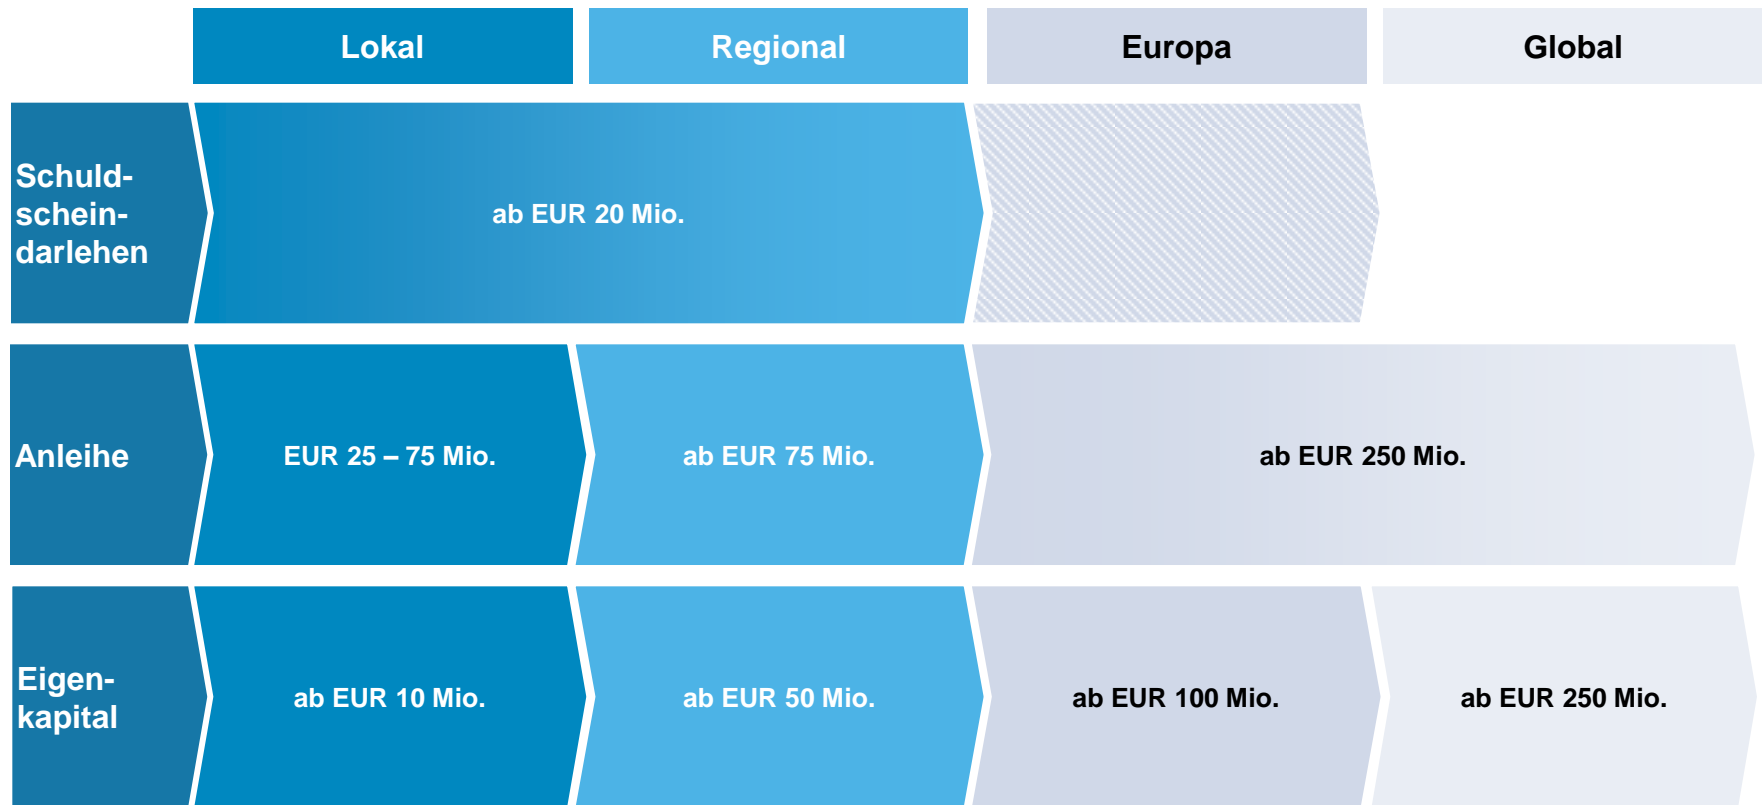 Lokal
Regional
Europa
Global
Schuld-
schein-
darlehen
ab EUR 20 Mio.
Anleihe
EUR 25 – 75 Mio.
ab EUR 75 Mio.
ab EUR 250 Mio.
Eigen-
kapital
ab EUR 10 Mio.
ab EUR 50 Mio.
ab EUR 100 Mio.
ab EUR 250 Mio.